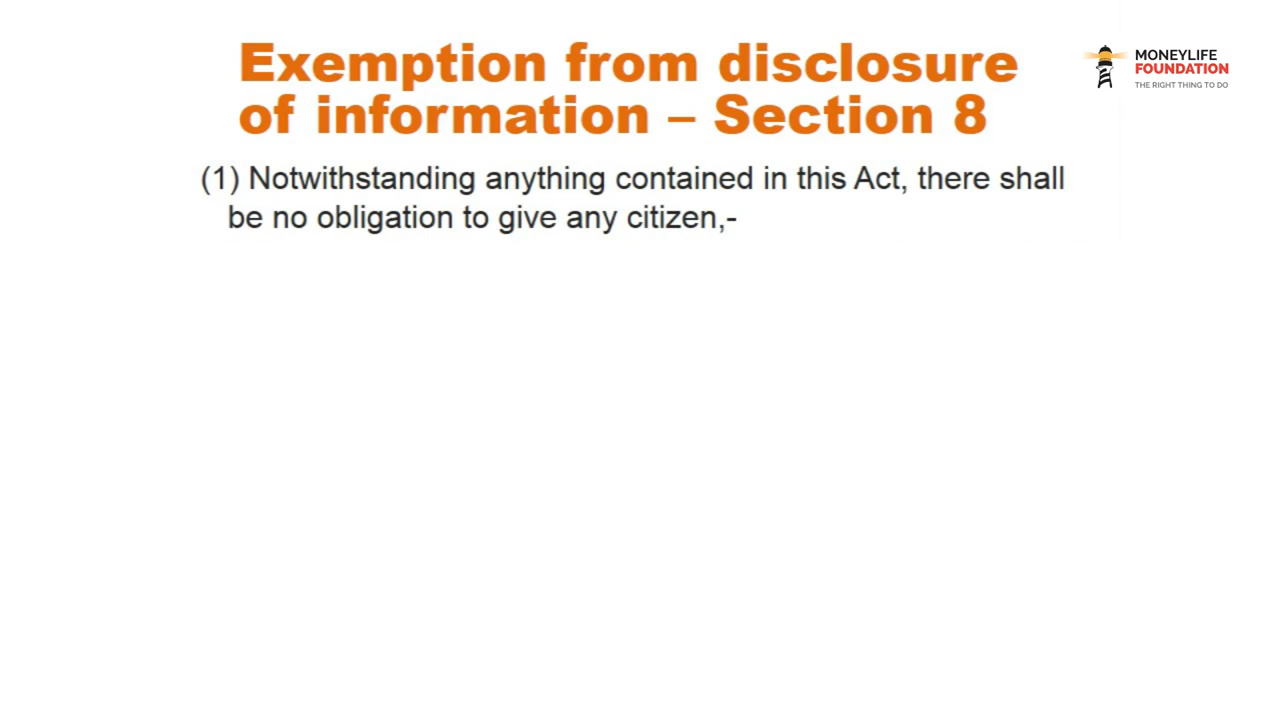 Exemption from disclosure
of information – Section 8
MONEYLIFE
FOUNDATION
THE RIGHT THING TO DO
(1) Notwithstanding anything contained in this Act, there shall
be no obligation to give any citizen,-